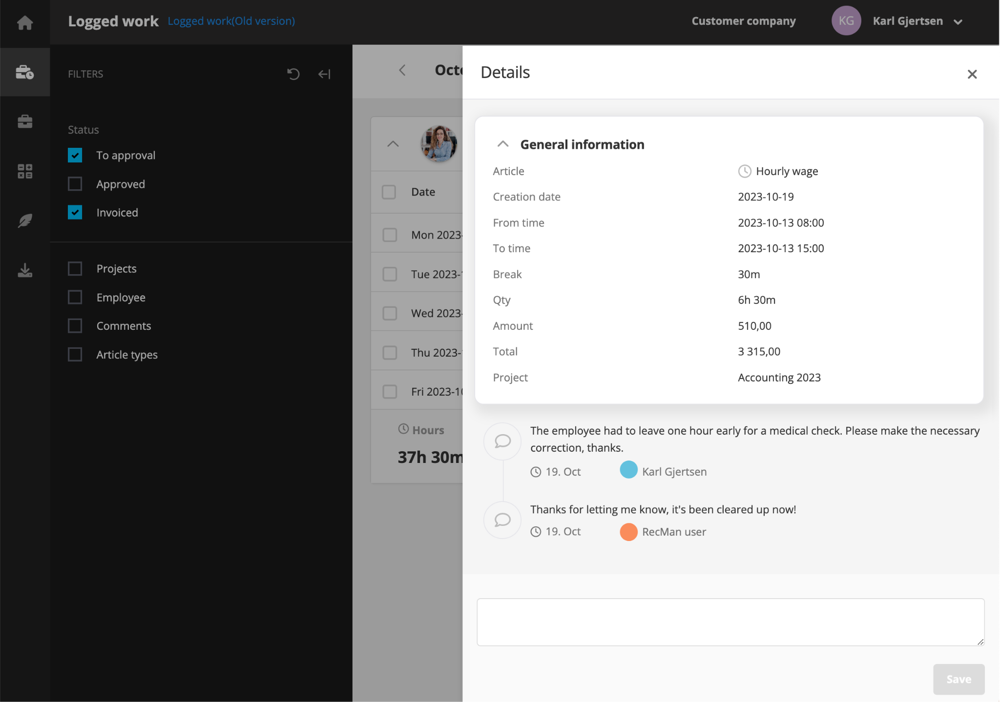 Logged work Logged work(Old version) Customer company KG Karl Gjertsen
FILTERS
Status
To approval
Approved
Invoiced
Projects
Employee
Comments
Article types
Date
Mon 2023-
Tue 2023-
Wed 2023-
Thu 2023-
Fri 2023-10
Hours
37h 30m
Details
General information
Article Hourly wage
Creation date 2023-10-19
From time 2023-10-13 08:00
To time 2023-10-13 15:00
Break 30m
Qty 6h 30m
Amount 510,00
Total 3 315,00
Project Accounting 2023
The employee had to leave one hour early for a medical check. Please make the necessary
correction, thanks.
19. Oct Karl Gjertsen
Thanks for letting me know, it's been cleared up now!
19. Oct RecMan user
Save